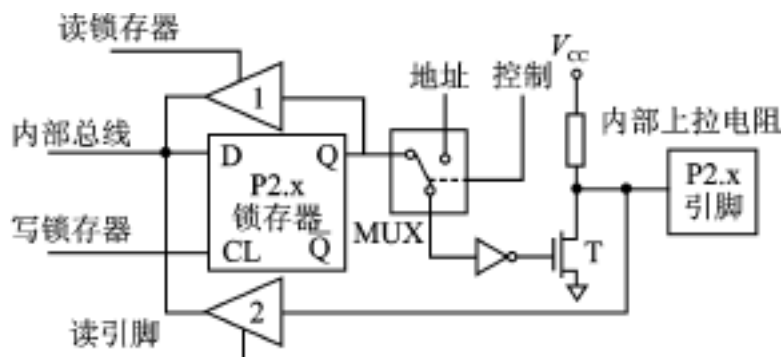 读锁存器
地址
控制
Vcc
1
内部总线
D
Q
P2.x
锁存器
CL
Q̅
MUX
内部上拉电阻
P2.x
引脚
写锁存器
T
2
读引脚